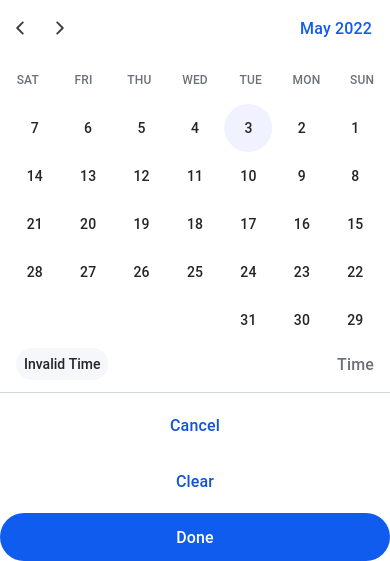 May 2022
SAT FRI THU WED TUE MON SUN
7 6 5 4 3 2 1
14 13 12 11 10 9 8
21 20 19 18 17 16 15
28 27 26 25 24 23 22
31 30 29
Invalid Time Time
Cancel
Clear
Done